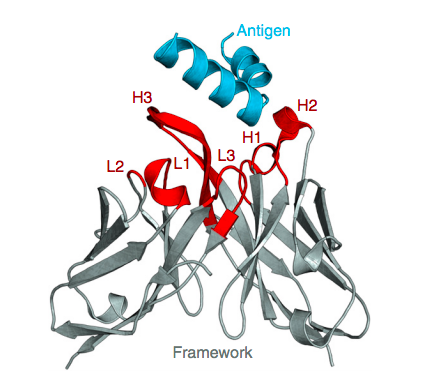 Antigen
H3
H2
H1
L3
L1
L2
Framework